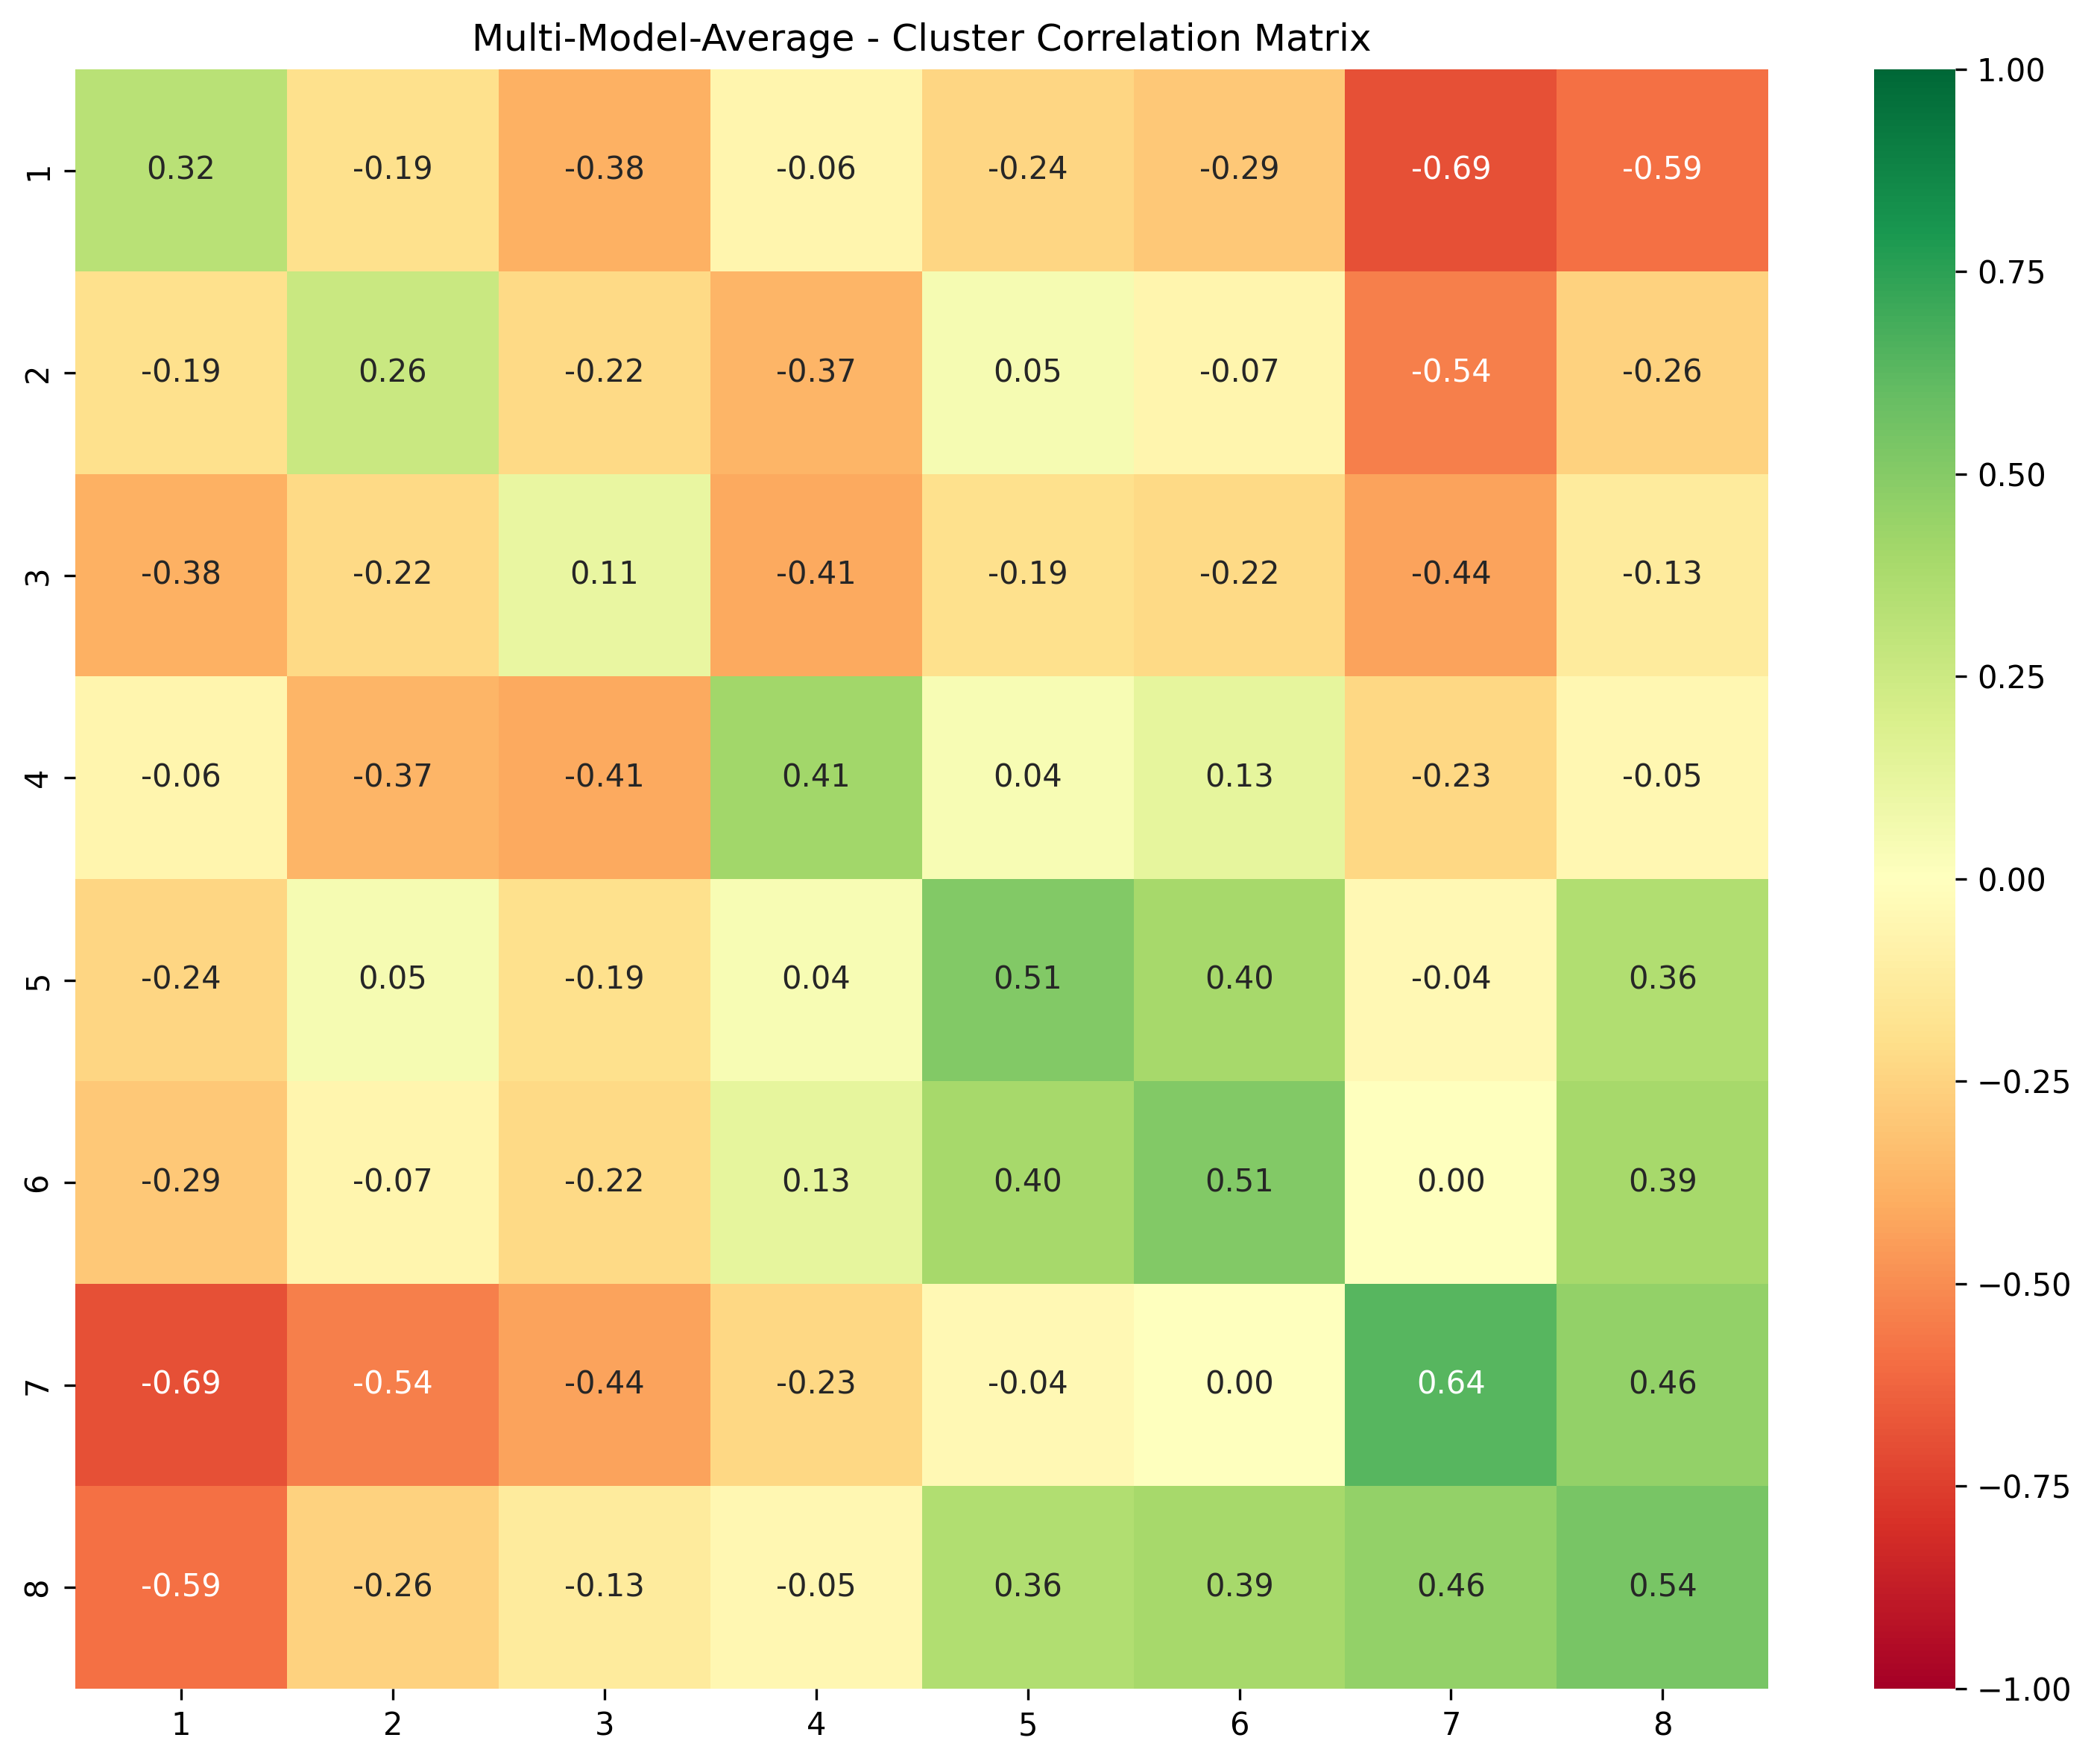 Multi-Model-Average - Cluster Correlation Matrix
1 0.32 -0.19 -0.38 -0.06 -0.24 -0.29 -0.69 -0.59
2 -0.19 0.26 -0.22 -0.37 0.05 -0.07 -0.54 -0.26
3 -0.38 -0.22 0.11 -0.41 -0.19 -0.22 -0.44 -0.13
4 -0.06 -0.37 -0.41 0.41 0.04 0.13 -0.23 -0.05
5 -0.24 0.05 -0.19 0.04 0.51 0.40 -0.04 0.36
6 -0.29 -0.07 -0.22 0.13 0.40 0.51 0.00 0.39
7 -0.69 -0.54 -0.44 -0.23 -0.04 0.00 0.64 0.46
8 -0.59 -0.26 -0.13 -0.05 0.36 0.39 0.46 0.54
1 2 3 4 5 6 7 8
1.00
0.75
0.50
0.25
0.00
−0.25
−0.50
−0.75
−1.00